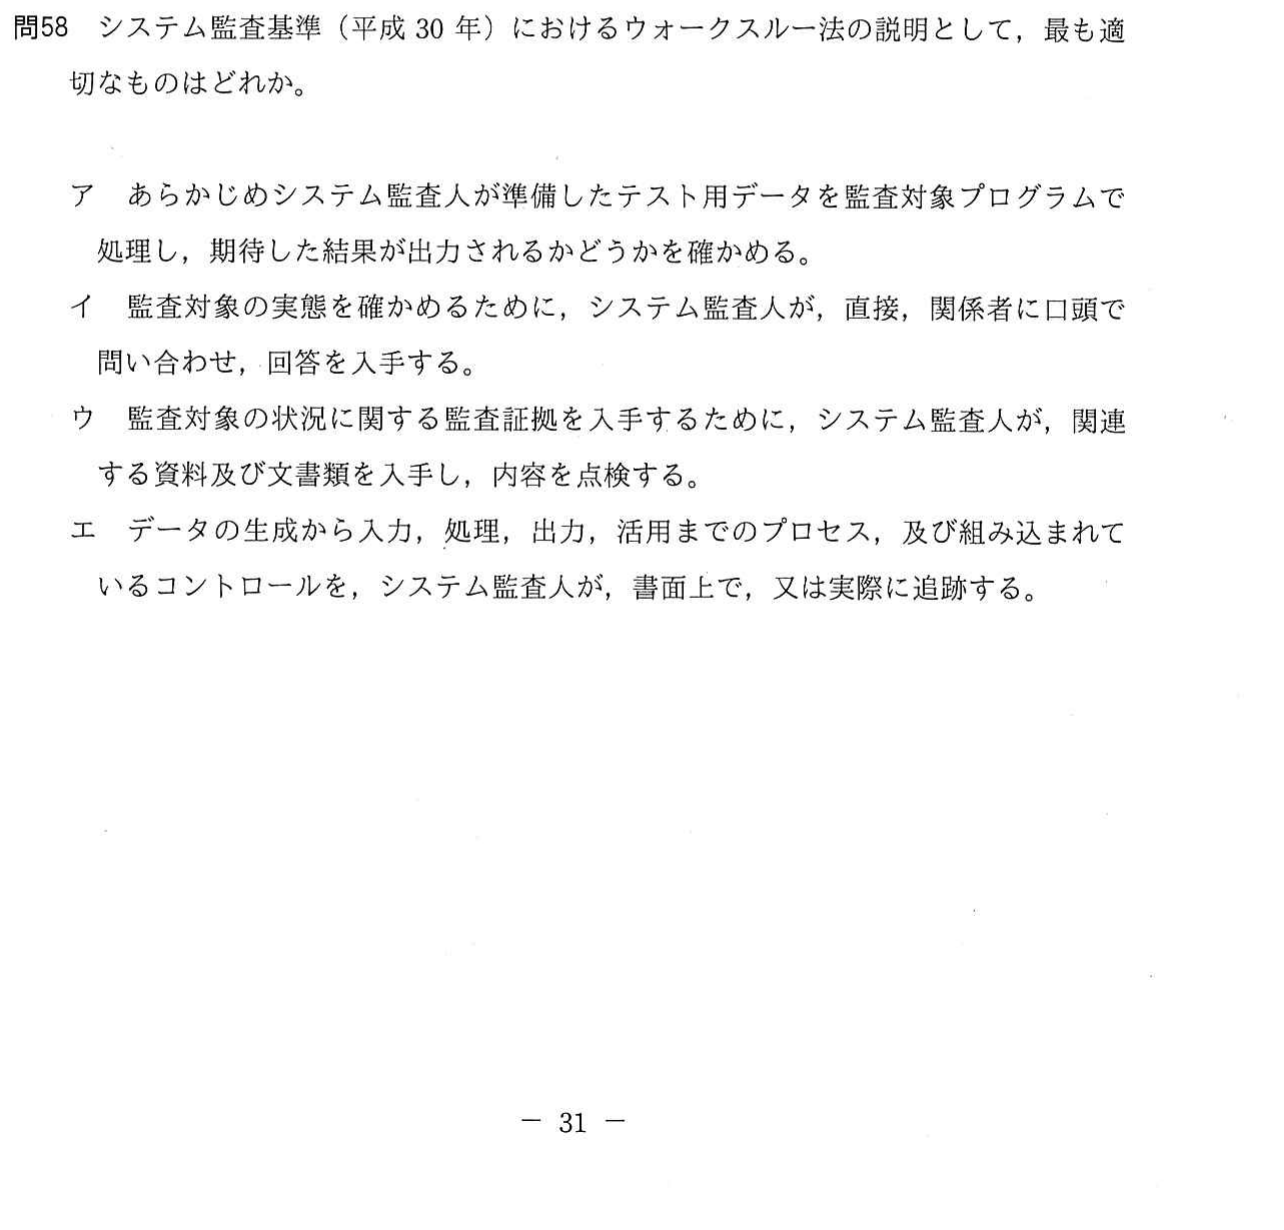 問58 システム監査基準（平成 30 年）におけるウォークスルー法の説明として，最も適
切なものはどれか。
ア あらかじめシステム監査人が準備したテスト用データを監査対象プログラムで
処理し，期待した結果が出力されるかどうかを確かめる。
イ 監査対象の実態を確かめるために，システム監査人が，直接，関係者に口頭で
問い合わせ，回答を入手する。
ウ 監査対象の状況に関する監査証拠を入手するために，システム監査人が，関連
する資料及び文書類を入手し，内容を点検する。
エ データの生成から入力，処理，出力，活用までのプロセス，及び組み込まれて
いるコントロールを，システム監査人が，書面上で，又は実際に追跡する。
－ 31 －